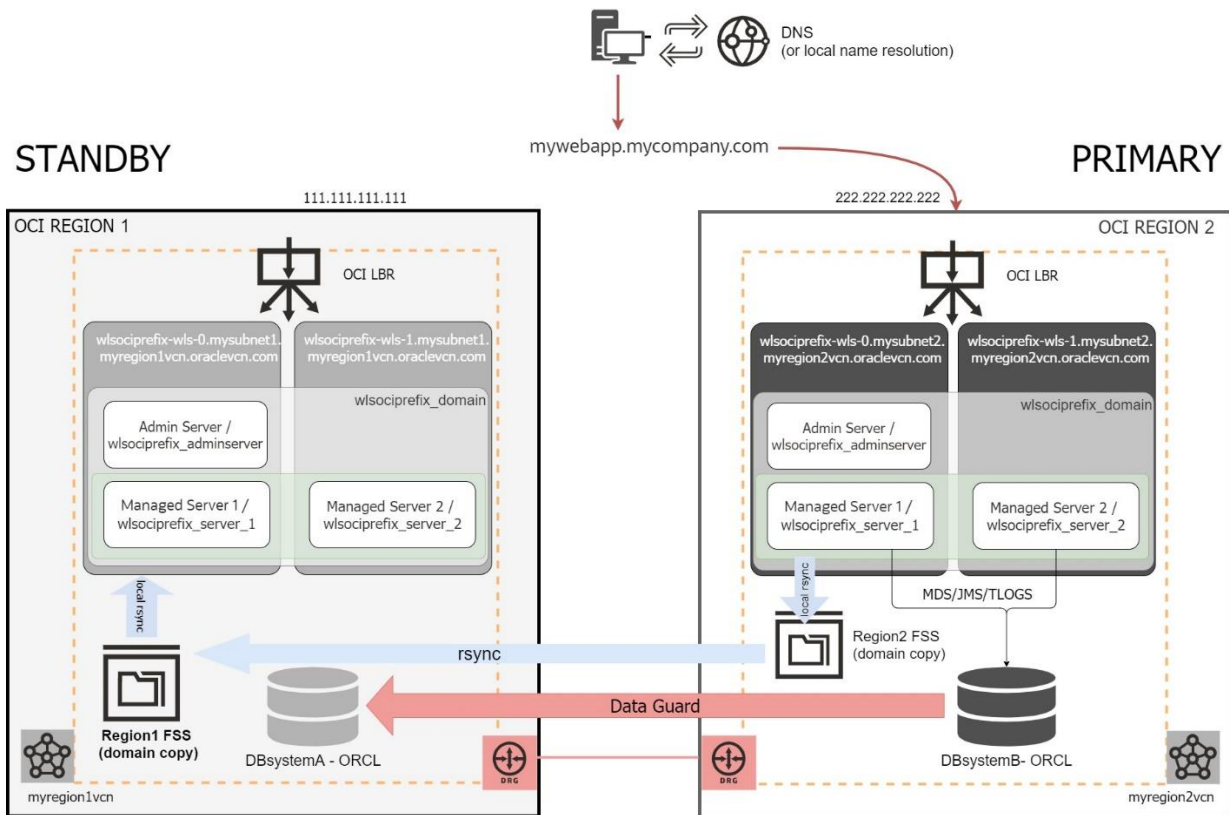 DNS
(or local name resolution)
mywebapp.mycompany.com
STANDBY
PRIMARY
111.111.111.111
222.222.222.222
OCI REGION 1
OCI LBR
wlsociprefix-wls-0.mysubnet1.
myregion1vcn.oraclevcn.com
wlsociprefix-wls-1.mysubnet1.
myregion1vcn.oraclevcn.com
wlsociprefix_domain
Admin Server /
wlsociprefix_adminserver
Managed Server 1 /
wlsociprefix_server_1
Managed Server 2 /
wlsociprefix_server_2
local rsync
Region1 FSS
(domain copy)
DBsystemA - ORCL
DRG
myregion1vcn
rsync
Data Guard
OCI REGION 2
OCI LBR
wlsociprefix-wls-0.mysubnet2.
myregion2vcn.oraclevcn.com
wlsociprefix-wls-1.mysubnet2.
myregion2vcn.oraclevcn.com
wlsociprefix_domain
Admin Server /
wlsociprefix_adminserver
Managed Server 1 /
wlsociprefix_server_1
Managed Server 2 /
wlsociprefix_server_2
local rsync
MDS/JMS/TLOGS
Region2 FSS
(domain copy)
DBsystemB- ORCL
DRG
myregion2vcn